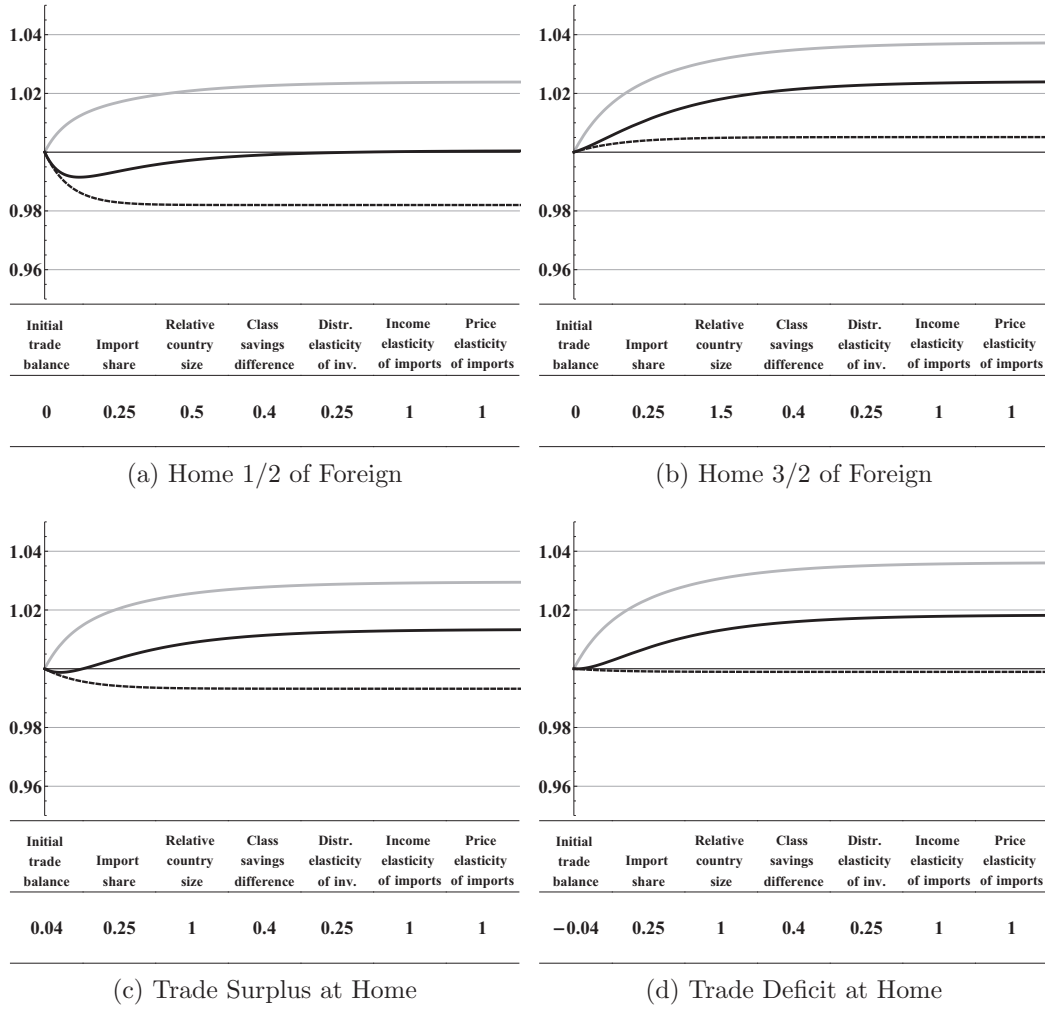 1.04
1.02
0.98
0.96
Initial trade balance Import share Relative country size Class savings difference Distr. elasticity of inv. Income elasticity of imports Price elasticity of imports
0 0.25 0.5 0.4 0.25 1 1
(a) Home 1/2 of Foreign
1.04
1.02
0.98
0.96
Initial trade balance Import share Relative country size Class savings difference Distr. elasticity of inv. Income elasticity of imports Price elasticity of imports
0 0.25 1.5 0.4 0.25 1 1
(b) Home 3/2 of Foreign
1.04
1.02
0.98
0.96
Initial trade balance Import share Relative country size Class savings difference Distr. elasticity of inv. Income elasticity of imports Price elasticity of imports
0.04 0.25 1 0.4 0.25 1 1
(c) Trade Surplus at Home
1.04
1.02
0.98
0.96
Initial trade balance Import share Relative country size Class savings difference Distr. elasticity of inv. Income elasticity of imports Price elasticity of imports
−0.04 0.25 1 0.4 0.25 1 1
(d) Trade Deficit at Home